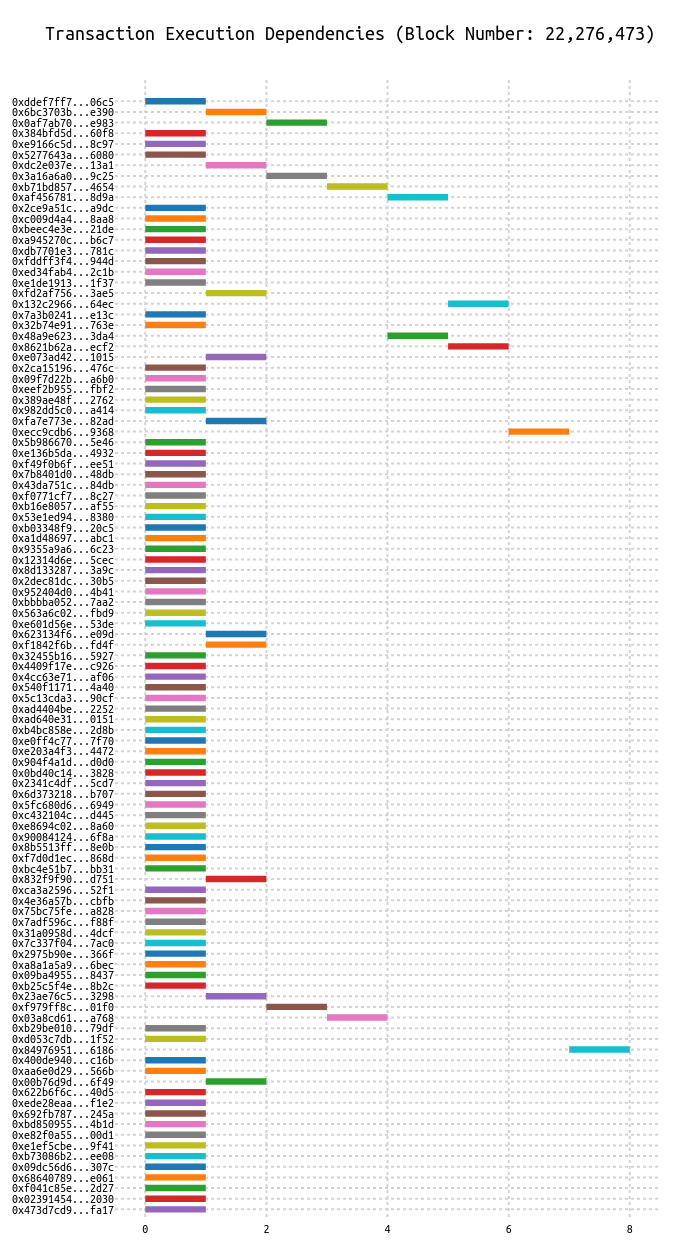 Transaction Execution Dependencies (Block Number: 22,276,473)
0xddef7ff7...06c5
0x6bc3703b...e390
0x0af7ab70...e983
0x384bfd5d...60f8
0xe9166c5d...8c97
0x5277643a...6080
0xdc2e037e...13a1
0x3a16a6a0...9c25
0xb71bd857...4654
0xaf456781...8d9a
0x2ce9a51c...a9dc
0xc009d4a4...8aa8
0xbeec4e3e...21de
0xa945270c...b6c7
0xdb7701e3...781c
0xfddff3f4...944d
0xed34fab4...2c1b
0xe1de1913...1f37
0xfd2af756...3ae5
0x132c2966...64ec
0x7a3b0241...e13c
0x32b74e91...763e
0x48a9e623...3da4
0x8621b62a...ecf2
0xe073ad42...1015
0x2ca15196...476c
0x09f7d22b...a6b0
0xeef2b955...fbf2
0x389ae48f...2762
0x982dd5c0...a414
0xfa7e773e...82ad
0xecc9cdb6...9368
0x5b986670...5e46
0xe136b5da...4932
0xf49f0b6f...ee51
0x7b8401d0...48db
0x43da751c...84db
0xf0771cf7...8c27
0xb16e8057...af55
0x53e1ed94...8380
0xb03348f9...20c5
0xa1d48697...abc1
0x9355a9a6...6c23
0x12314d6e...5cec
0x8d133287...3a9c
0x2dec81dc...30b5
0x952404d0...4b41
0xbbbba052...7aa2
0x563a6c02...fbd9
0xe601d56e...53de
0x623134f6...e09d
0xf1842f6b...fd4f
0x32455b16...5927
0x4409f17e...c926
0x4cc63e71...af06
0x540f1171...4a40
0x5c13cda3...90cf
0xad4404be...2252
0xad640e31...0151
0xb4bc858e...2d8b
0xe0ff4c77...7f70
0xe203a4f3...4472
0x904f4a1d...d0d0
0x0bd40c14...3828
0x2341c4df...5cd7
0x6d373218...b707
0x5fc680d6...6949
0xc432104c...d445
0xe8694c02...8a60
0x90084124...6f8a
0x8b5513ff...8e0b
0xf7d0d1ec...868d
0xbc4e51b7...bb31
0x832f9f90...d751
0xca3a2596...52f1
0x4e36a57b...cbfb
0x75bc75fe...a828
0x7adf596c...f88f
0x31a0958d...4dcf
0x7c337f04...7ac0
0x2975b90e...366f
0xa8a1a5a9...6bec
0x09ba4955...8437
0xb25c5f4e...8b2c
0x23ae76c5...3298
0xf979ff8c...01f0
0x03a8cd61...a768
0xb29be010...79df
0xd053c7db...1f52
0x84976951...6186
0x400de940...c16b
0xaa6e0d29...566b
0x00b76d9d...6f49
0x622b6f6c...40d5
0xede28eaa...f1e2
0x692fb787...245a
0xbd850955...4b1d
0xe82f0a55...00d1
0xe1ef5cbe...9f41
0xb73086b2...ee08
0x09dc56d6...307c
0x68640789...e061
0xf041c85e...2d27
0x02391454...2030
0x473d7cd9...fa17
0 2 4 6 8